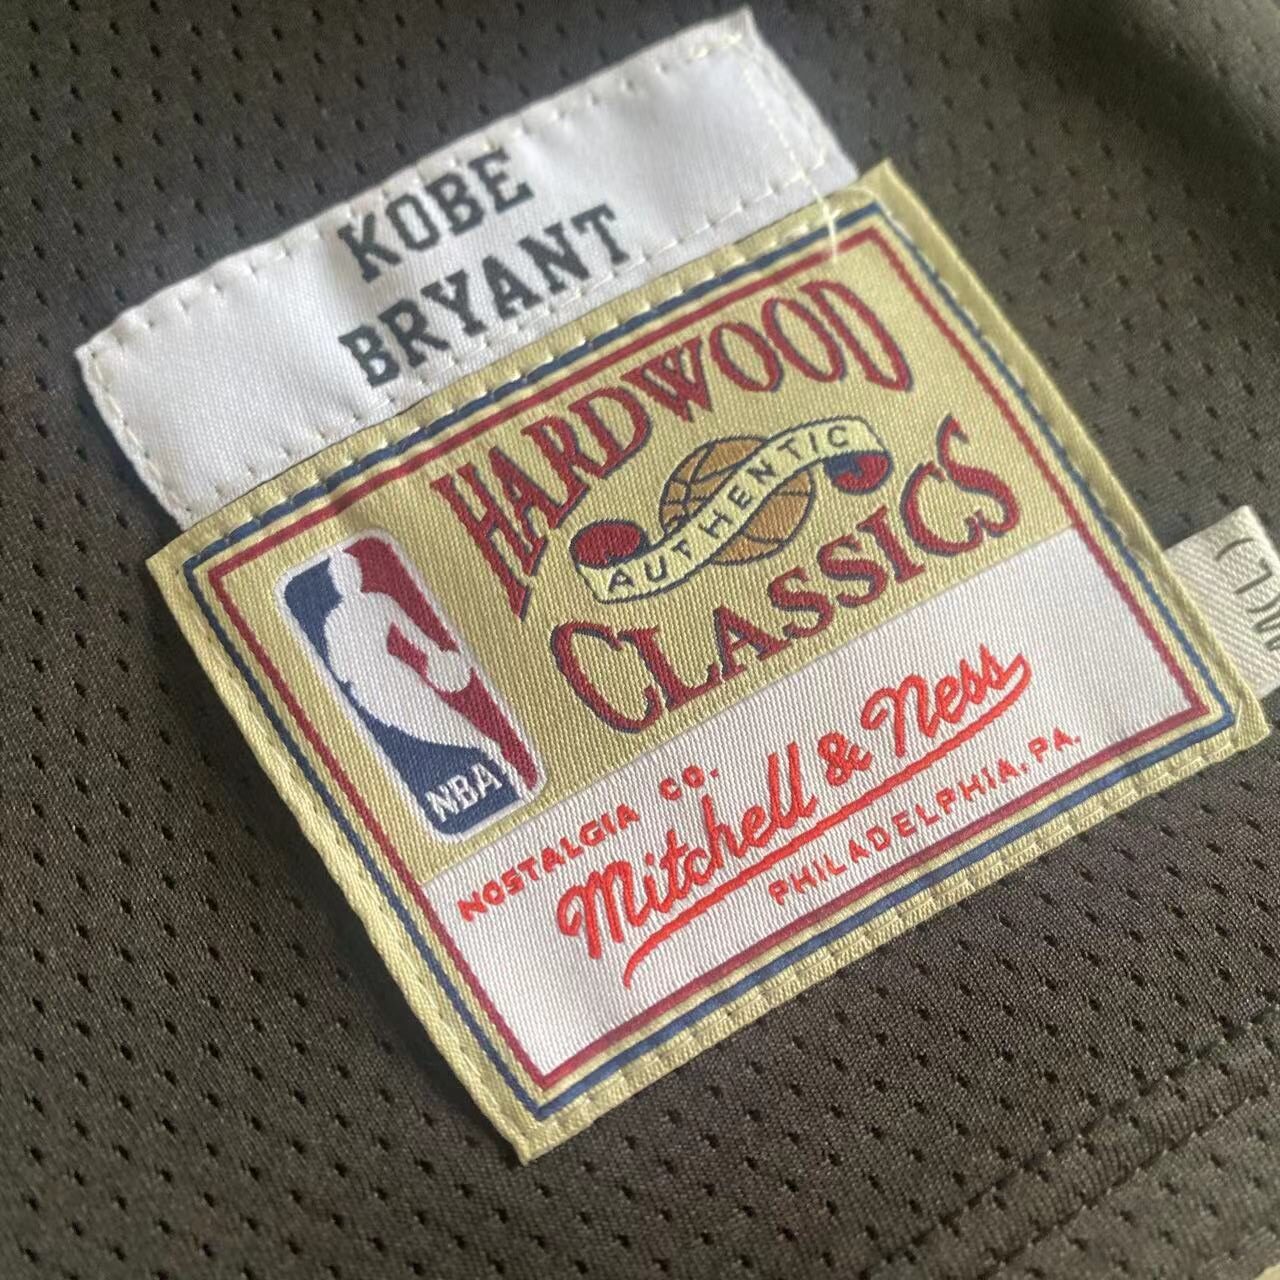 KOBE
BRYANT
HARDWOOD
AUTHENTIC
CLASSICS
NBA
NOSTALGIA CO.
Mitchell & Ness
PHILADELPHIA, PA.